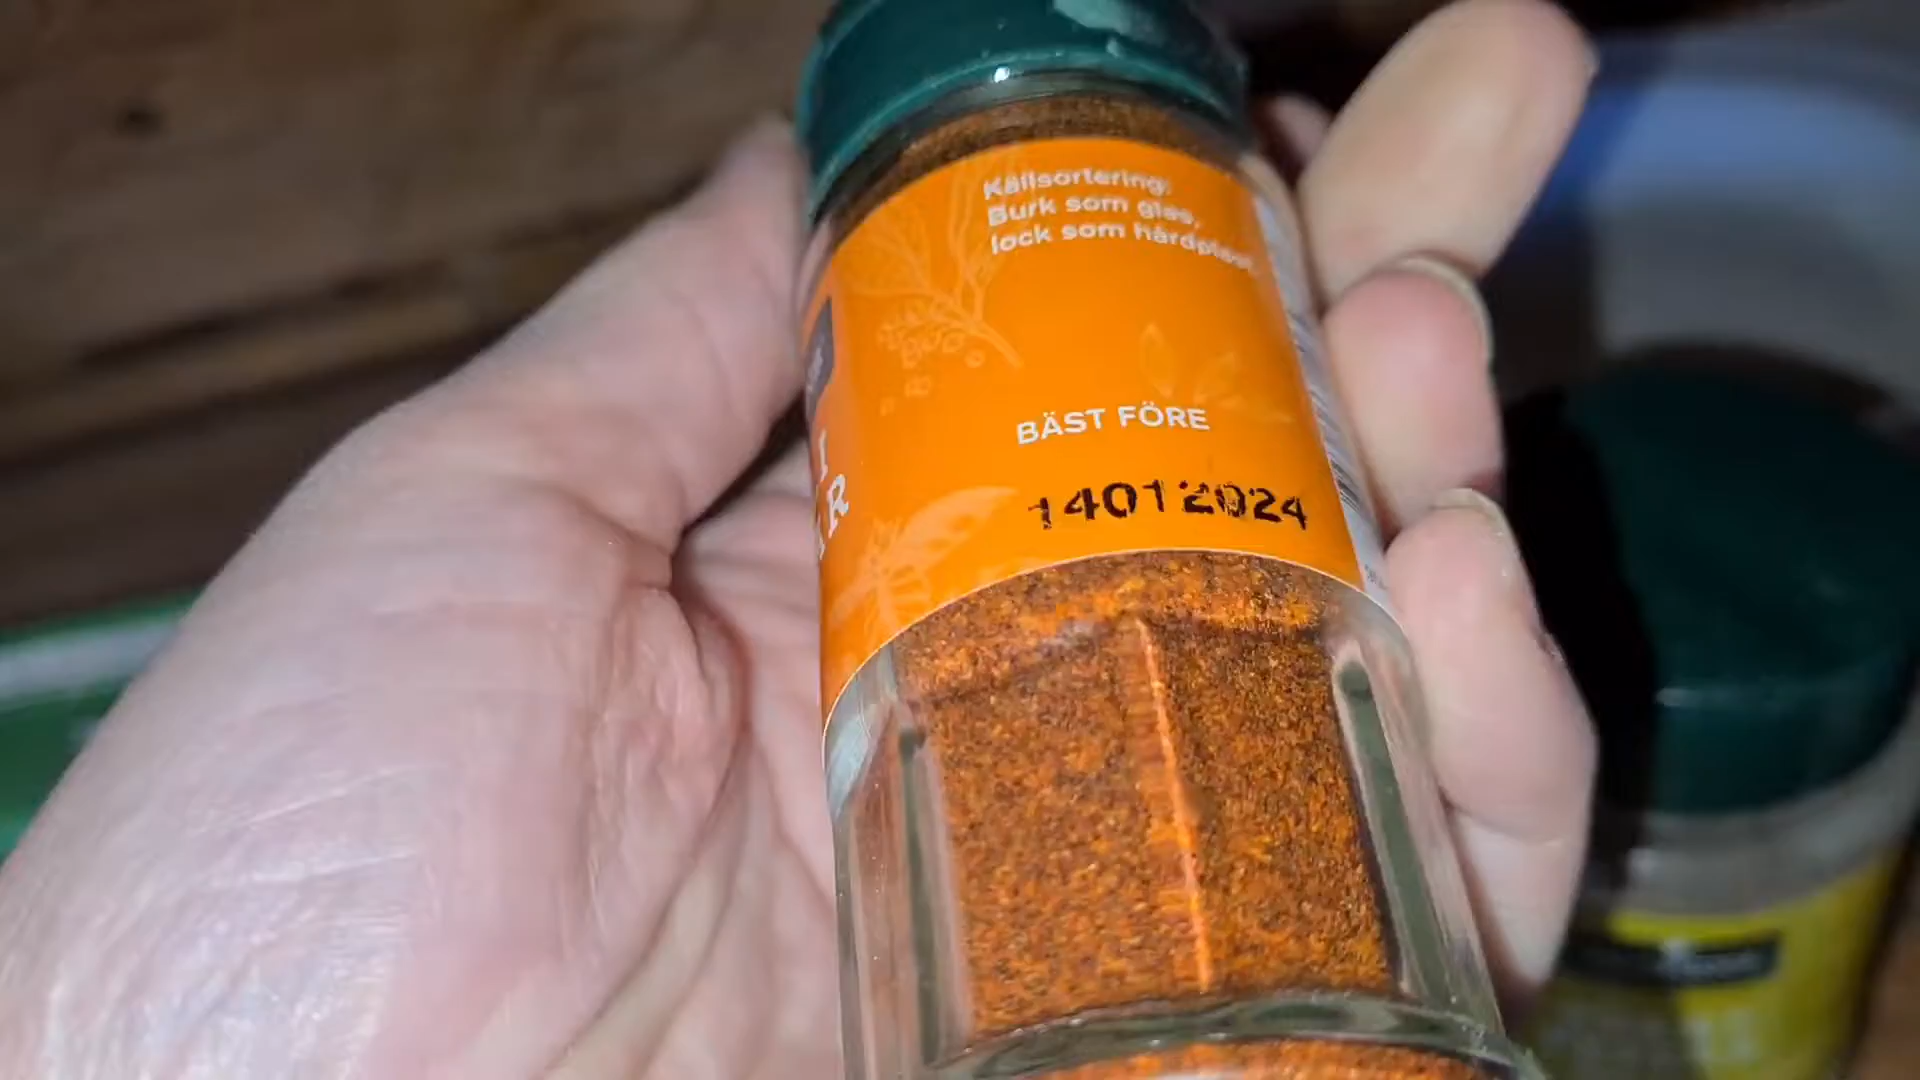 Källsortering:
Burk som glas,
lock som hårdplast
BÄST FÖRE
14012024